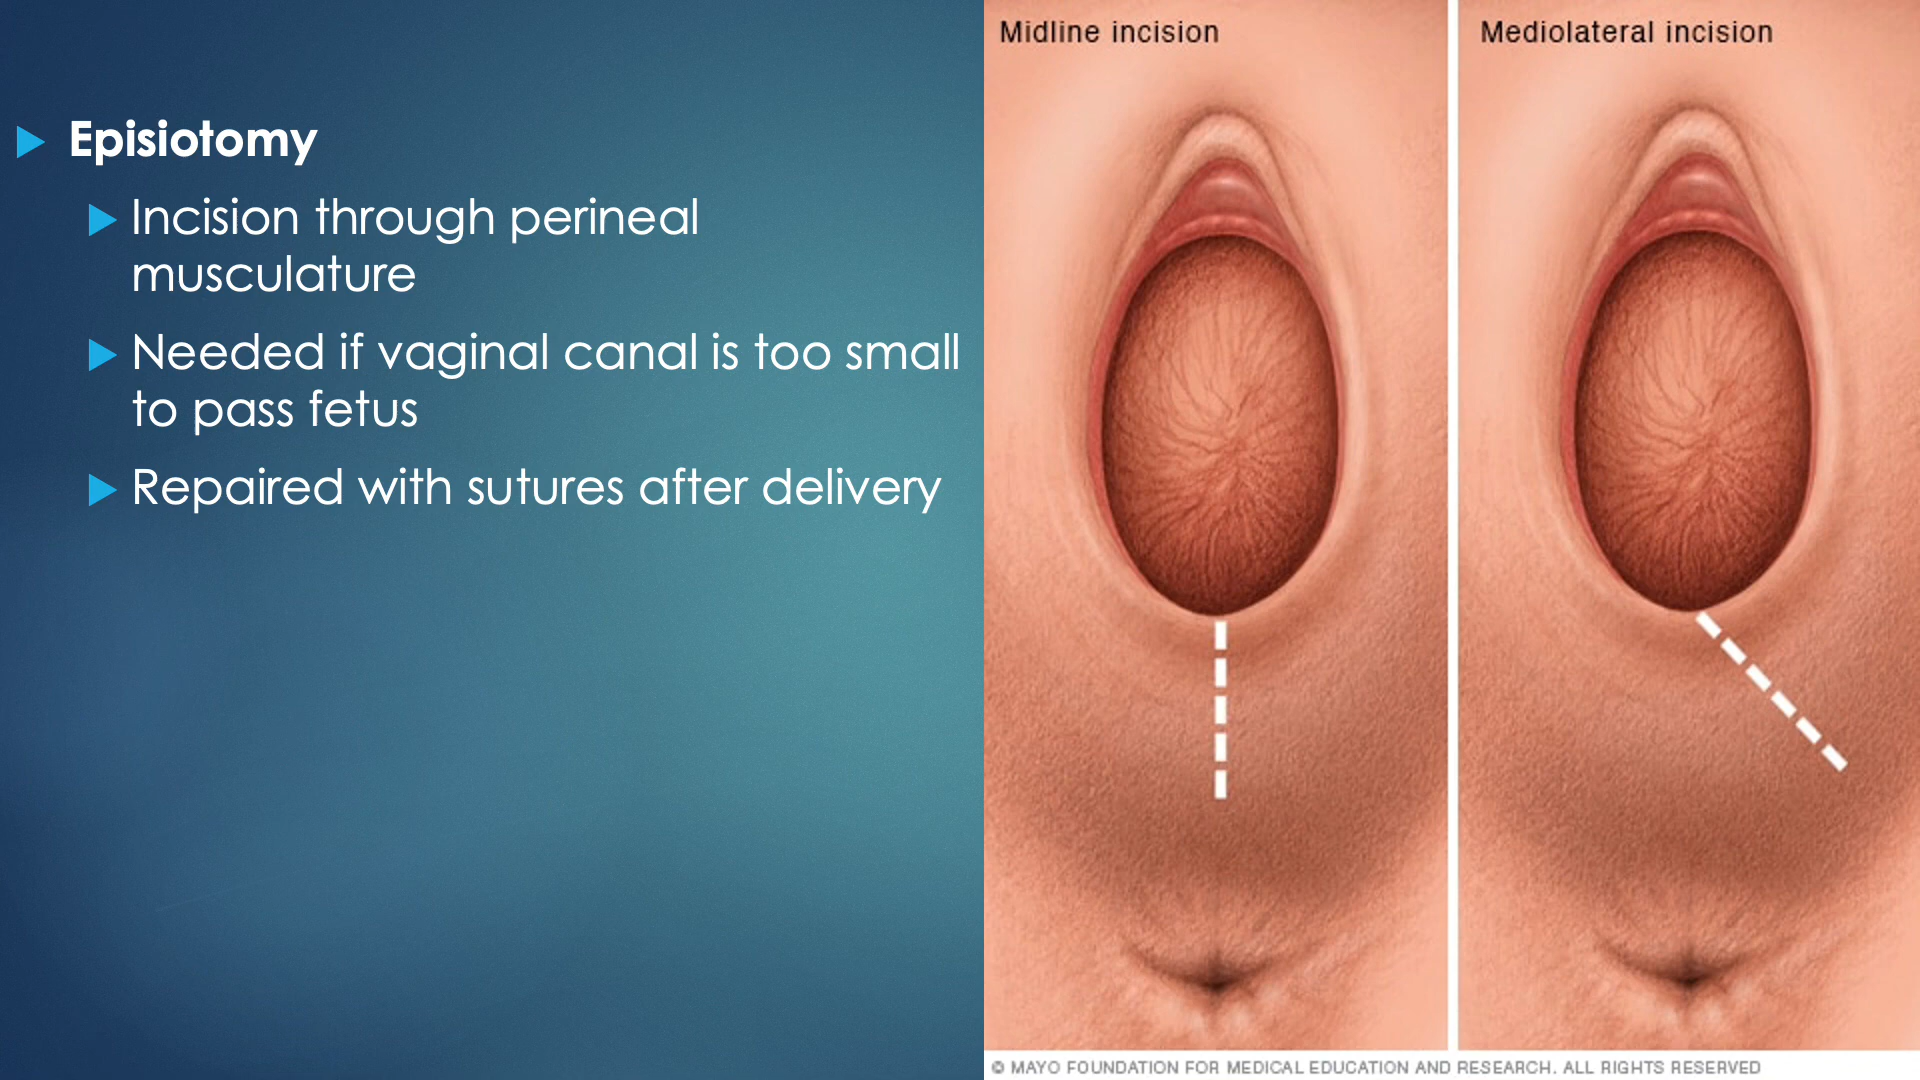 Episiotomy
Incision through perineal
musculature
Needed if vaginal canal is too small
to pass fetus
Repaired with sutures after delivery
Midline incision
Mediolateral incision
© MAYO FOUNDATION FOR MEDICAL EDUCATION AND RESEARCH. ALL RIGHTS RESERVED